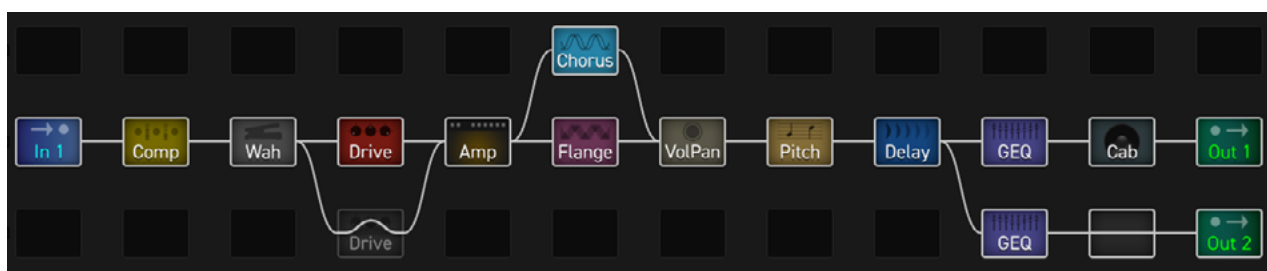 Chorus
In 1
Comp
Wah
Drive
Amp
Flange
VolPan
Pitch
Delay
GEQ
Cab
Out 1
Drive
GEQ
Out 2